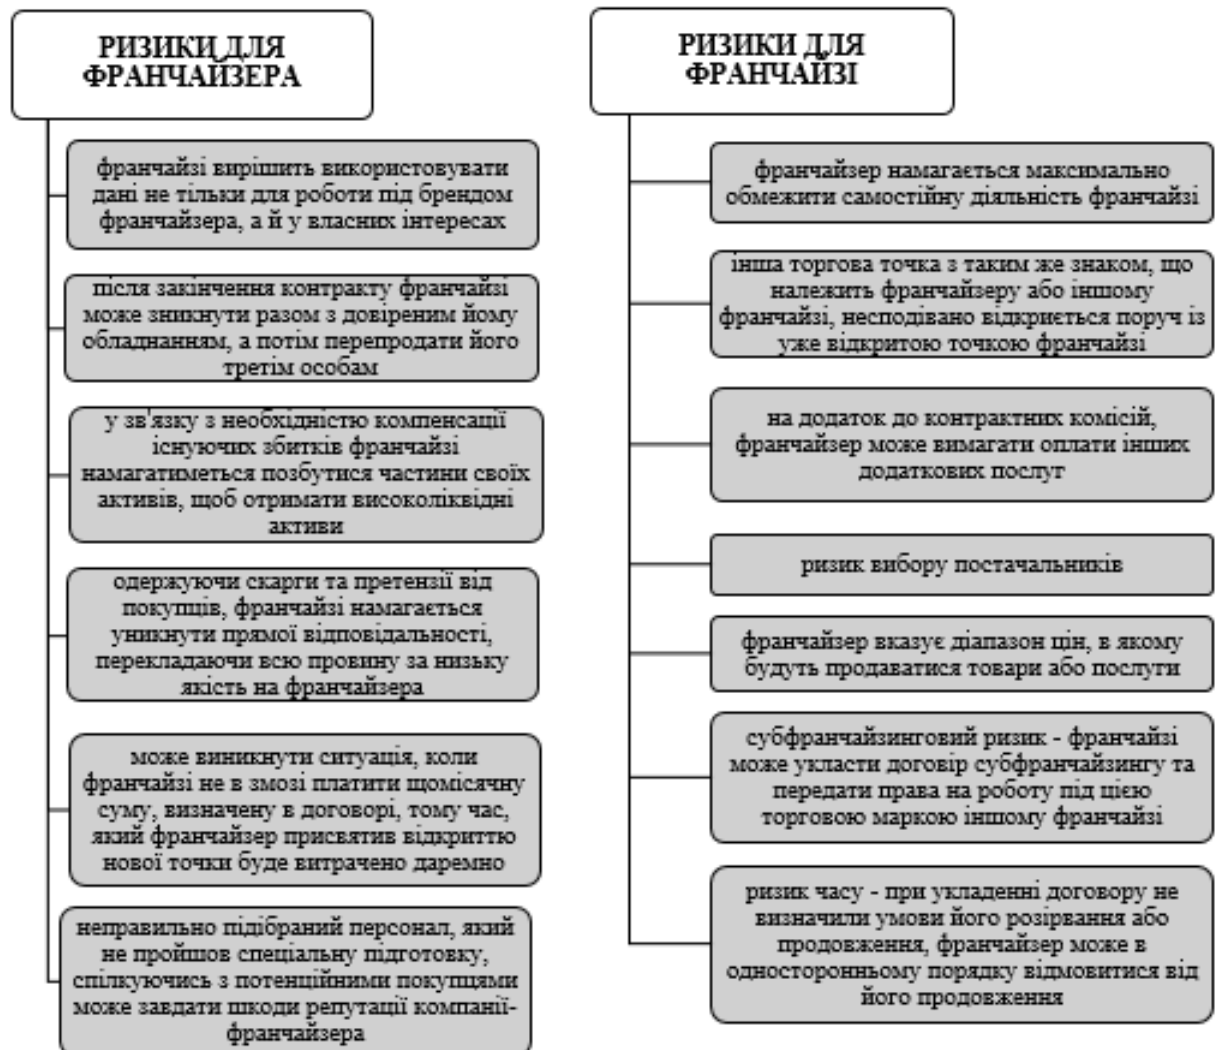 РИЗИКИ ДЛЯ
ФРАНЧАЙЗЕРА
франчайзі вирішить використовувати
дані не тільки для роботи під брендом
франчайзера, а й у власних інтересах
після закінчення контракту франчайзі
може зникнути разом з довіреним йому
обладнанням, а потім перепродати його
третім особам
у зв'язку з необхідністю компенсації
існуючих збитків франчайзі
намагатиметься позбутися частини своїх
активів, щоб отримати високоліквідні
активи
одержуючи скарги та претензії від
покупців, франчайзі намагається
уникнути прямої відповідальності,
перекладаючи всю провину за низьку
якість на франчайзера
може виникнути ситуація, коли
франчайзі не в змозі платити щомісячну
суму, визначену в договорі, тому час,
який франчайзер присвятив відкриттю
нової точки буде витрачено даремно
неправильно підібраний персонал, який
не пройшов спеціальну підготовку,
спілкуючись з потенційними покупцями
може завдати шкоди репутації компанії-
франчайзера
РИЗИКИ ДЛЯ
ФРАНЧАЙЗІ
франчайзер намагається максимально
обмежити самостійну діяльність франчайзі
інша торгова точка з таким же знаком, що
належить франчайзеру або іншому
франчайзі, несподівано відкриється поруч із
уже відкритою точкою франчайзі
на додаток до контрактних комісій,
франчайзер може вимагати оплати інших
додаткових послуг
ризик вибору постачальників
франчайзер вказує діапазон цін, в якому
будуть продаватися товари або послуги
субфранчайзинговий ризик - франчайзі
може укласти договір субфранчайзингу та
передати права на роботу під цією
торговою маркою іншому франчайзі
ризик часу - при укладенні договору не
визначили умови його розірвання або
продовження, франчайзер може в
односторонньому порядку відмовитися від
його продовження